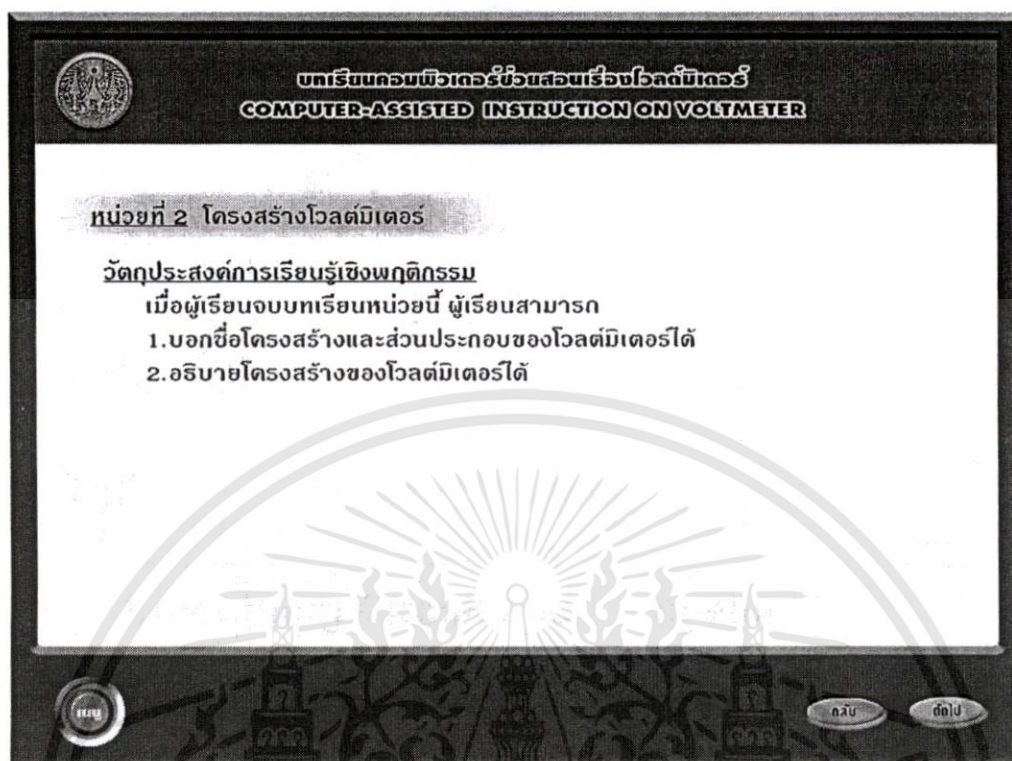 บทเรียนคอมพิวเตอร์ช่วยสอนเรื่องโวลต์มิเตอร์
COMPUTER-ASSISTED INSTRUCTION ON VOLTMETER
หน่วยที่ 2 โครงสร้างโวลต์มิเตอร์
วัตถุประสงค์การเรียนรู้เชิงพฤติกรรม
เมื่อผู้เรียนจบบทเรียนหน่วยนี้ ผู้เรียนสามารถ
1.บอกชื่อโครงสร้างและส่วนประกอบของโวลต์มิเตอร์ได้
2.อธิบายโครงสร้างของโวลต์มิเตอร์ได้
เมนู
กลับ
ถัดไป